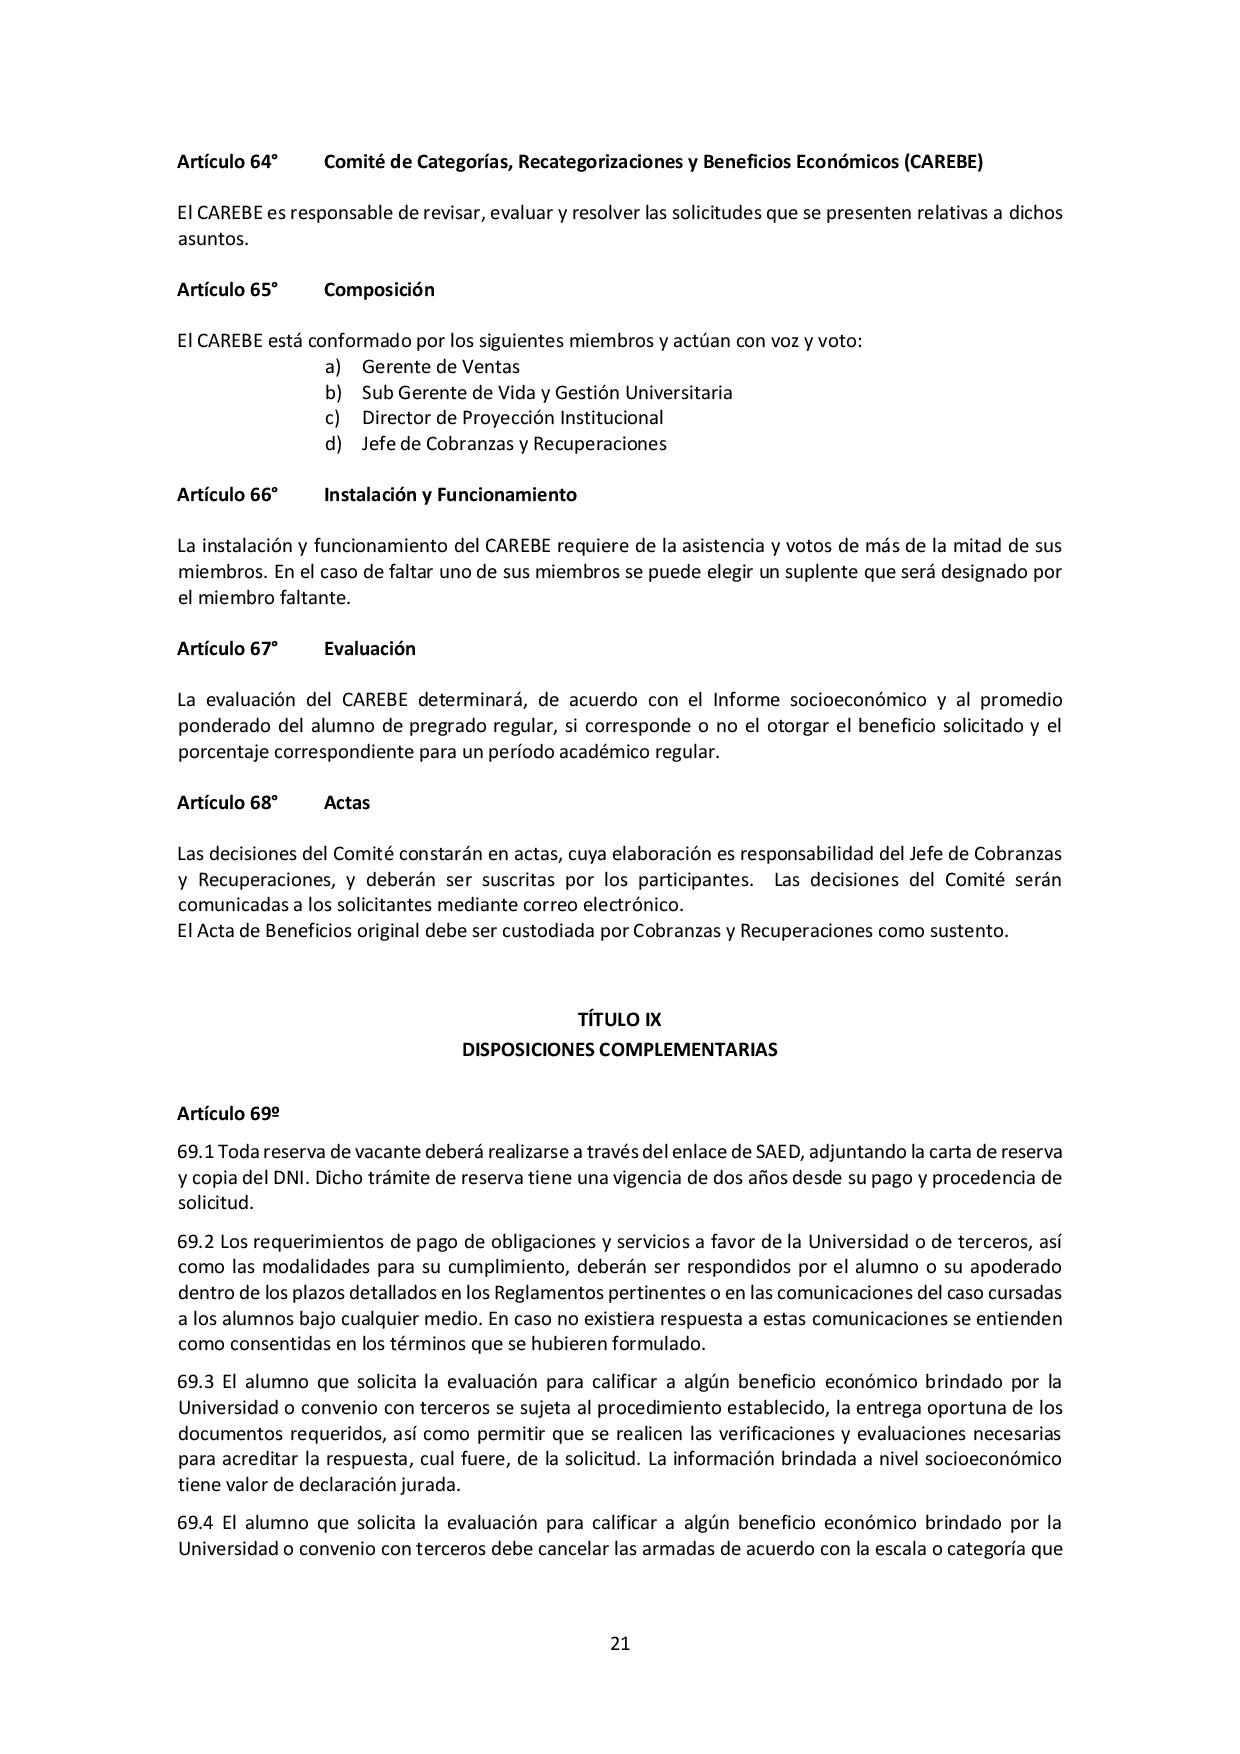 Artículo 64° Comité de Categorías, Recategorizaciones y Beneficios Económicos (CAREBE)
El CAREBE es responsable de revisar, evaluar y resolver las solicitudes que se presenten relativas a dichos
asuntos.
Artículo 65° Composición
El CAREBE está conformado por los siguientes miembros y actúan con voz y voto:
a) Gerente de Ventas
b) Sub Gerente de Vida y Gestión Universitaria
c) Director de Proyección Institucional
d) Jefe de Cobranzas y Recuperaciones
Artículo 66° Instalación y Funcionamiento
La instalación y funcionamiento del CAREBE requiere de la asistencia y votos de más de la mitad de sus
miembros. En el caso de faltar uno de sus miembros se puede elegir un suplente que será designado por
el miembro faltante.
Artículo 67° Evaluación
La evaluación del CAREBE determinará, de acuerdo con el Informe socioeconómico y al promedio
ponderado del alumno de pregrado regular, si corresponde o no el otorgar el beneficio solicitado y el
porcentaje correspondiente para un período académico regular.
Artículo 68° Actas
Las decisiones del Comité constarán en actas, cuya elaboración es responsabilidad del Jefe de Cobranzas
y Recuperaciones, y deberán ser suscritas por los participantes. Las decisiones del Comité serán
comunicadas a los solicitantes mediante correo electrónico.
El Acta de Beneficios original debe ser custodiada por Cobranzas y Recuperaciones como sustento.
TÍTULO IX
DISPOSICIONES COMPLEMENTARIAS
Artículo 69º
69.1 Toda reserva de vacante deberá realizarse a través del enlace de SAED, adjuntando la carta de reserva
y copia del DNI. Dicho trámite de reserva tiene una vigencia de dos años desde su pago y procedencia de
solicitud.
69.2 Los requerimientos de pago de obligaciones y servicios a favor de la Universidad o de terceros, así
como las modalidades para su cumplimiento, deberán ser respondidos por el alumno o su apoderado
dentro de los plazos detallados en los Reglamentos pertinentes o en las comunicaciones del caso cursadas
a los alumnos bajo cualquier medio. En caso no existiera respuesta a estas comunicaciones se entienden
como consentidas en los términos que se hubieren formulado.
69.3 El alumno que solicita la evaluación para calificar a algún beneficio económico brindado por la
Universidad o convenio con terceros se sujeta al procedimiento establecido, la entrega oportuna de los
documentos requeridos, así como permitir que se realicen las verificaciones y evaluaciones necesarias
para acreditar la respuesta, cual fuere, de la solicitud. La información brindada a nivel socioeconómico
tiene valor de declaración jurada.
69.4 El alumno que solicita la evaluación para calificar a algún beneficio económico brindado por la
Universidad o convenio con terceros debe cancelar las armadas de acuerdo con la escala o categoría que
21